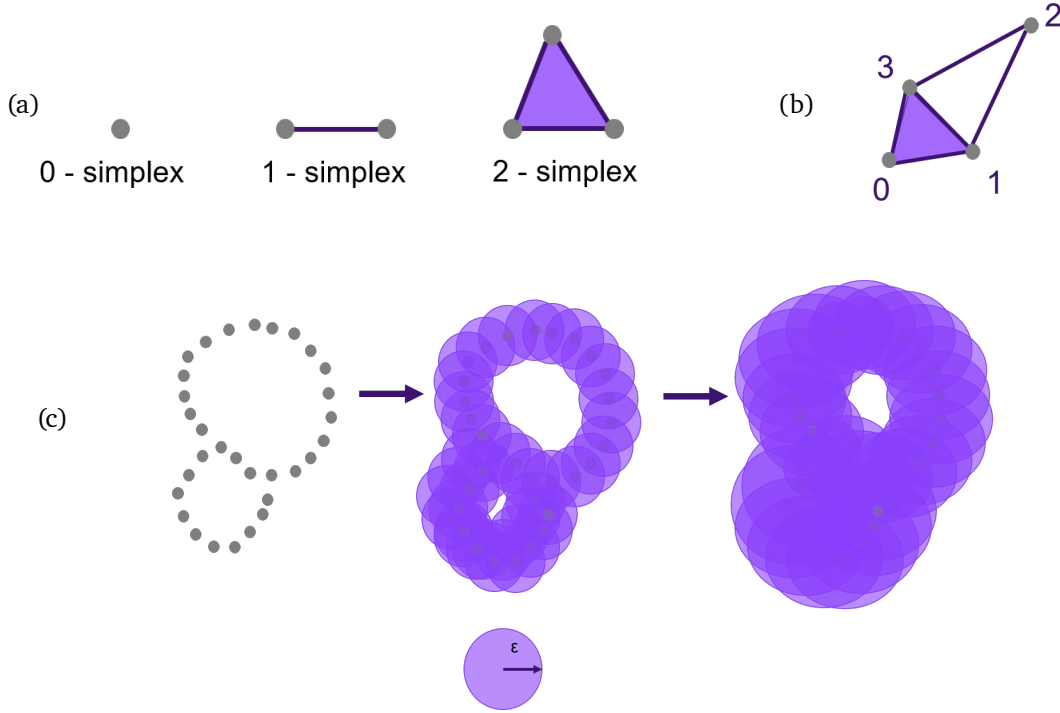 (a)
0 - simplex
1 - simplex
2 - simplex
(b)
2
3
0
1
(c)
ε